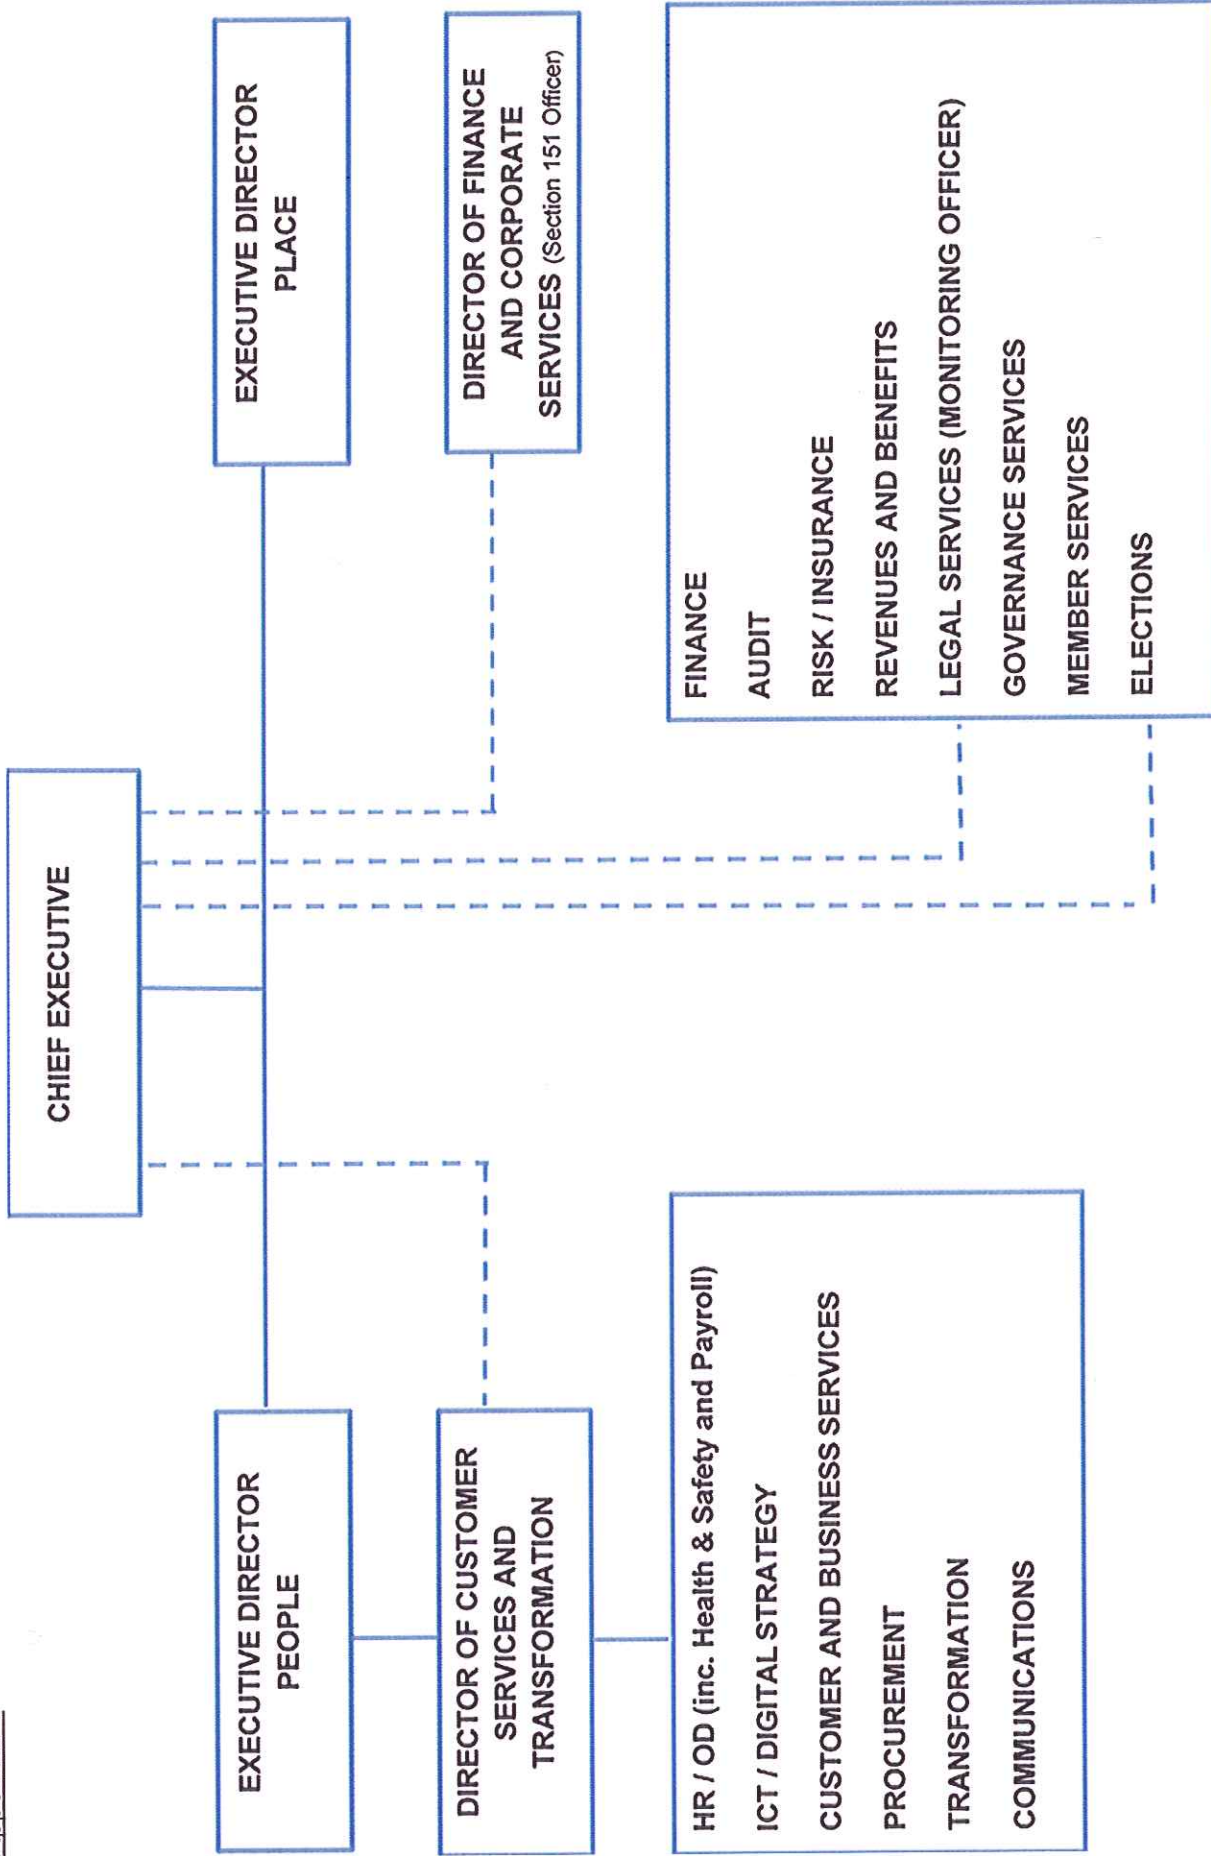 CHIEF EXECUTIVE
EXECUTIVE DIRECTOR
PEOPLE
EXECUTIVE DIRECTOR
PLACE
DIRECTOR OF CUSTOMER
SERVICES AND
TRANSFORMATION
DIRECTOR OF FINANCE
AND CORPORATE
SERVICES (Section 151 Officer)
HR / OD (inc. Health & Safety and Payroll)
ICT / DIGITAL STRATEGY
CUSTOMER AND BUSINESS SERVICES
PROCUREMENT
TRANSFORMATION
COMMUNICATIONS
FINANCE
AUDIT
RISK / INSURANCE
REVENUES AND BENEFITS
LEGAL SERVICES (MONITORING OFFICER)
GOVERNANCE SERVICES
MEMBER SERVICES
ELECTIONS